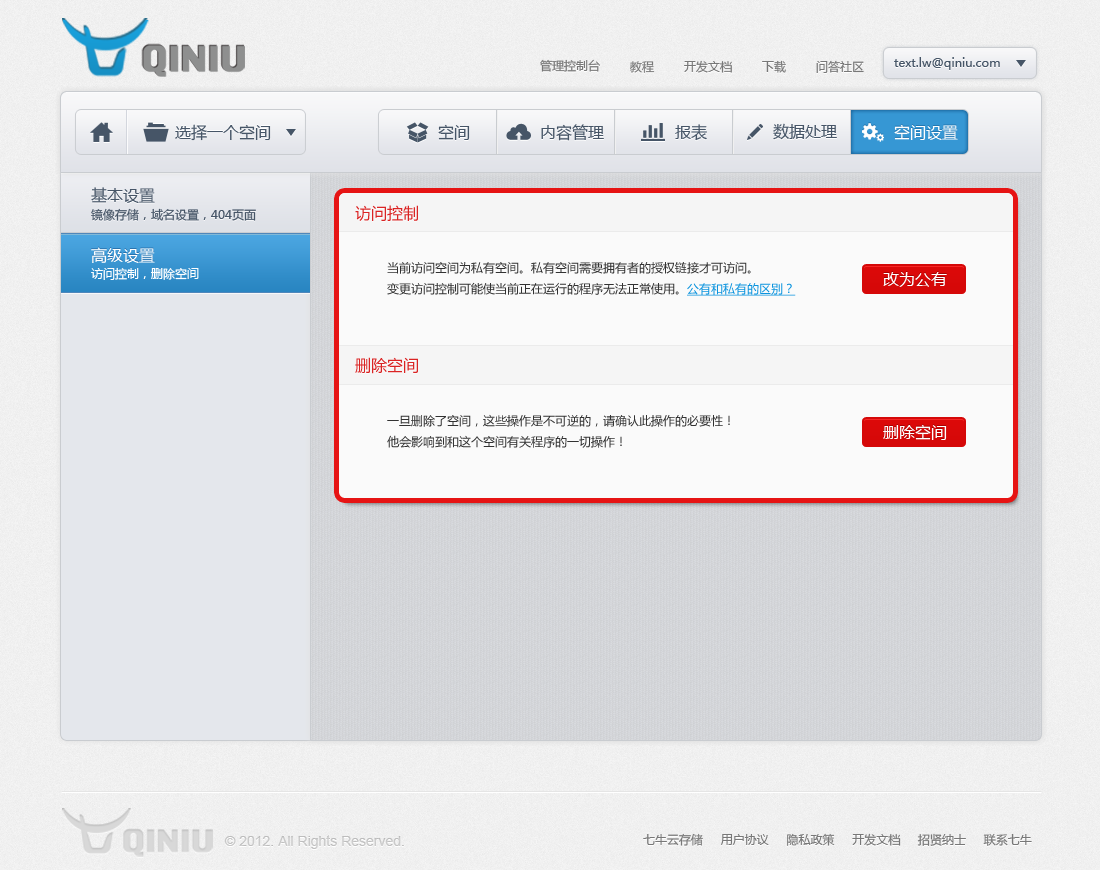 QINIU
管理控制台 教程 开发文档 下载 问答社区 text.lw@qiniu.com
选择一个空间 空间 内容管理 报表 数据处理 空间设置
基本设置
镜像存储，域名设置，404页面
高级设置
访问控制，删除空间
访问控制
当前访问空间为私有空间。私有空间需要拥有者的授权链接才可访问。
变更访问控制可能使当前正在运行的程序无法正常使用。公有和私有的区别？
改为公有
删除空间
一旦删除了空间，这些操作是不可逆的，请确认此操作的必要性！
他会影响到和这个空间有关程序的一切操作！
删除空间
QINIU © 2012. All Rights Reserved.
七牛云存储 用户协议 隐私政策 开发文档 招贤纳士 联系七牛